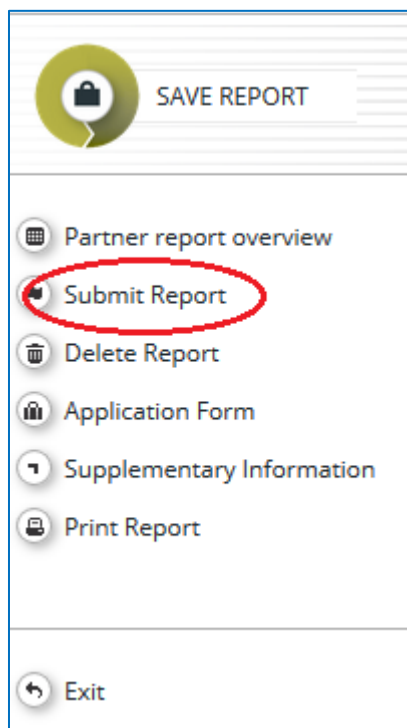 SAVE REPORT
Partner report overview
Submit Report
Delete Report
Application Form
Supplementary Information
Print Report
Exit